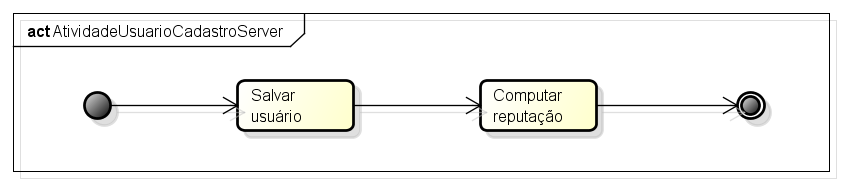 act AtividadeUsuarioCadastroServer
Salvar
usuário
Computar
reputação